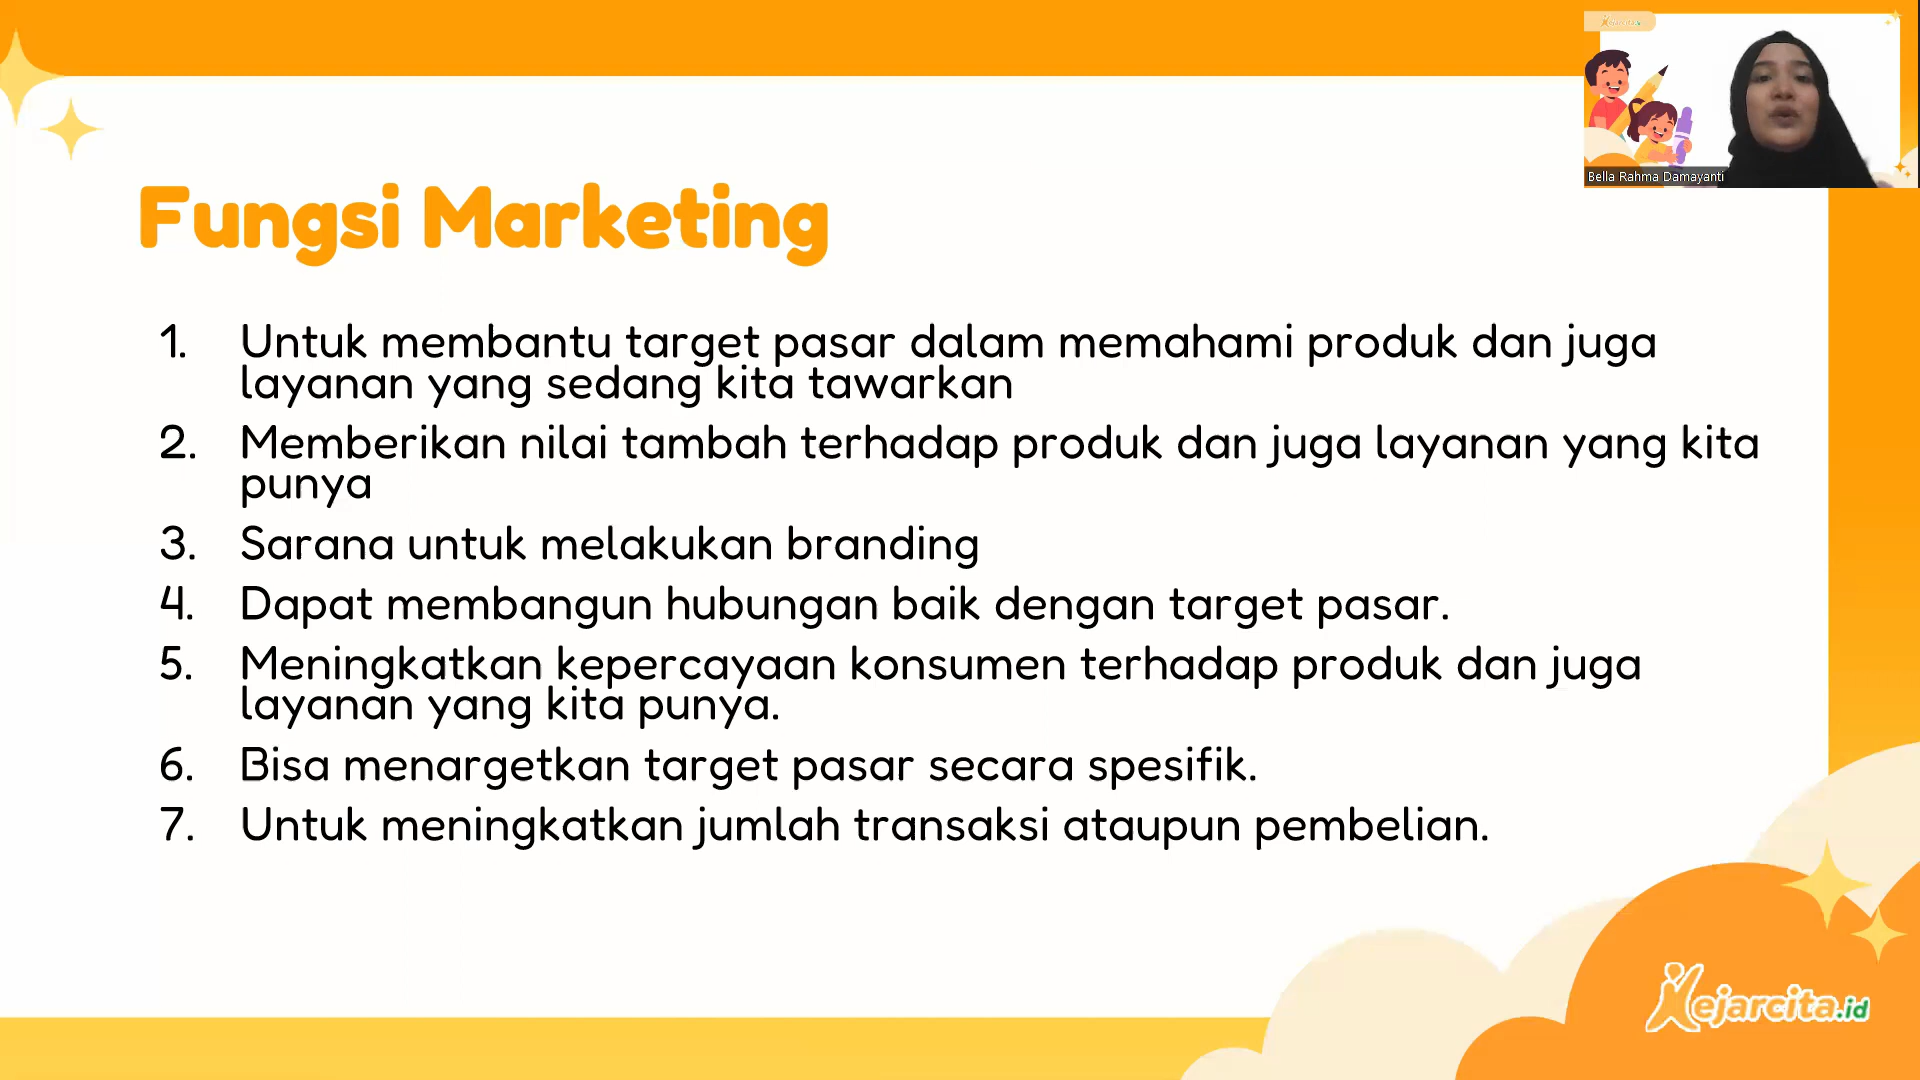 Bella Rahma Damayanti
Fungsi Marketing
1. Untuk membantu target pasar dalam memahami produk dan juga
layanan yang sedang kita tawarkan
2. Memberikan nilai tambah terhadap produk dan juga layanan yang kita
punya
3. Sarana untuk melakukan branding
4. Dapat membangun hubungan baik dengan target pasar.
5. Meningkatkan kepercayaan konsumen terhadap produk dan juga
layanan yang kita punya.
6. Bisa menargetkan target pasar secara spesifik.
7. Untuk meningkatkan jumlah transaksi ataupun pembelian.
Kejarcita.id